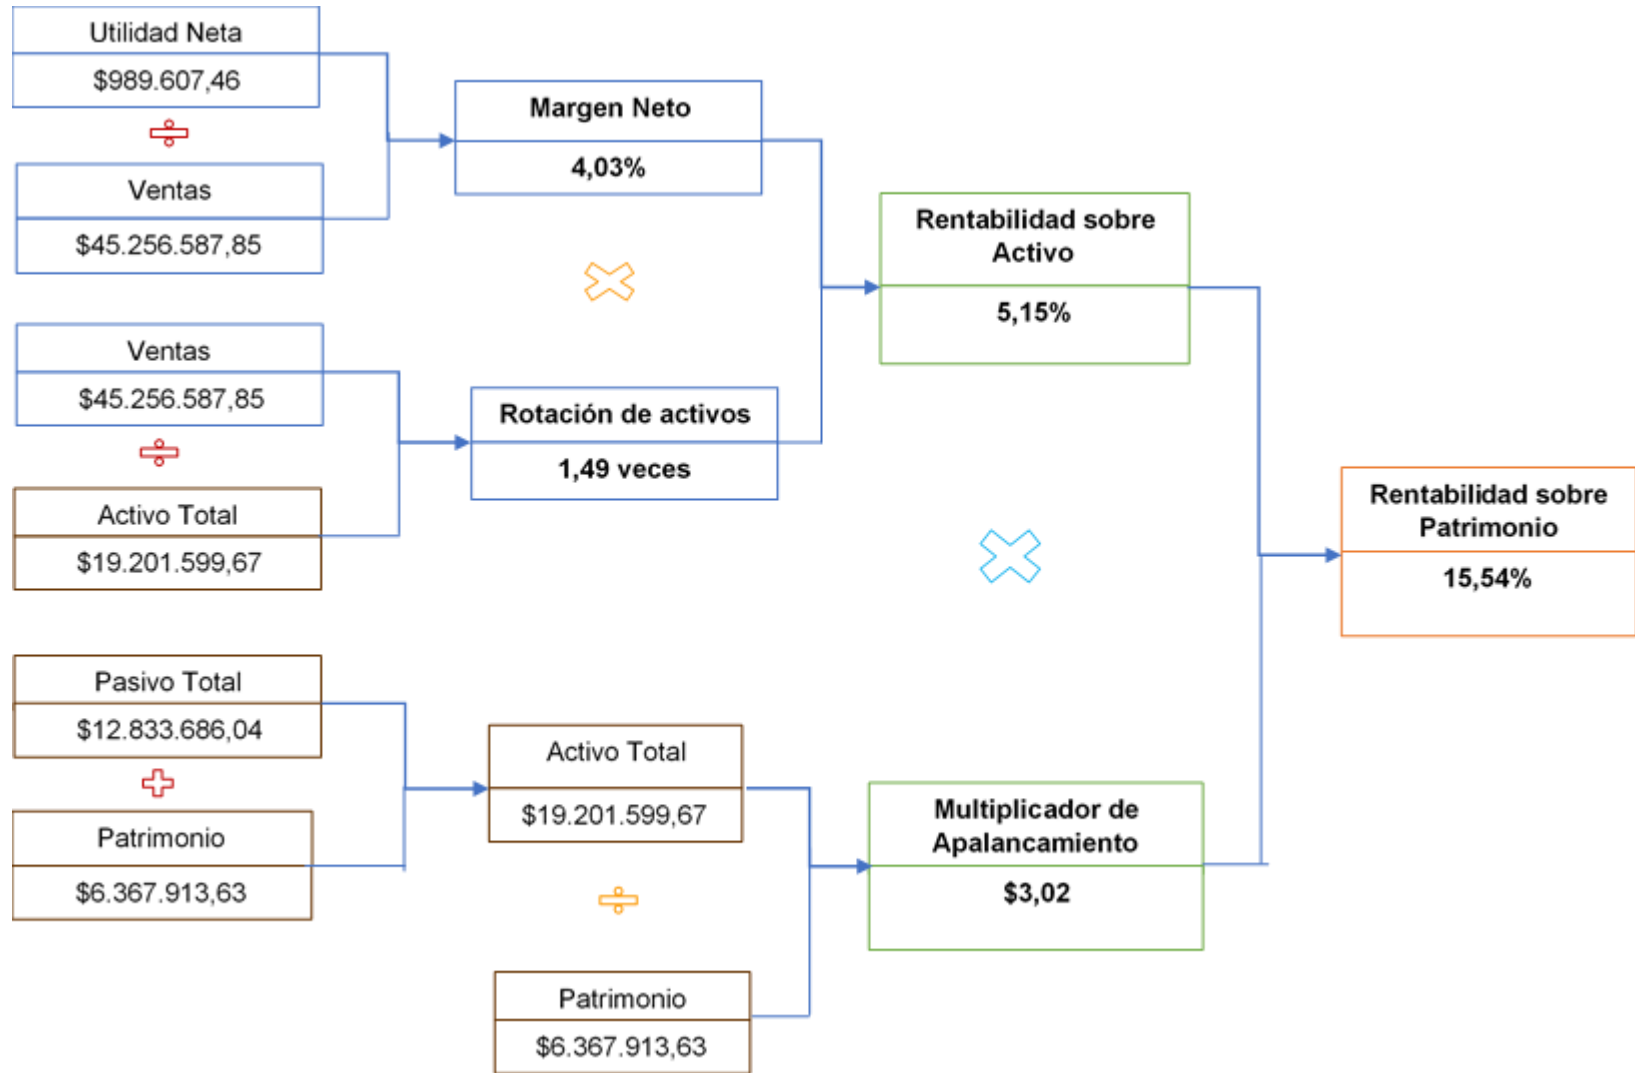 Utilidad Neta
$989.607,46
Ventas
$45.256.587,85
Margen Neto
4,03%
Ventas
$45.256.587,85
Activo Total
$19.201.599,67
Rotación de activos
1,49 veces
Rentabilidad sobre
Activo
5,15%
Pasivo Total
$12.833.686,04
Patrimonio
$6.367.913,63
Activo Total
$19.201.599,67
Patrimonio
$6.367.913,63
Multiplicador de
Apalancamiento
$3,02
Rentabilidad sobre
Patrimonio
15,54%